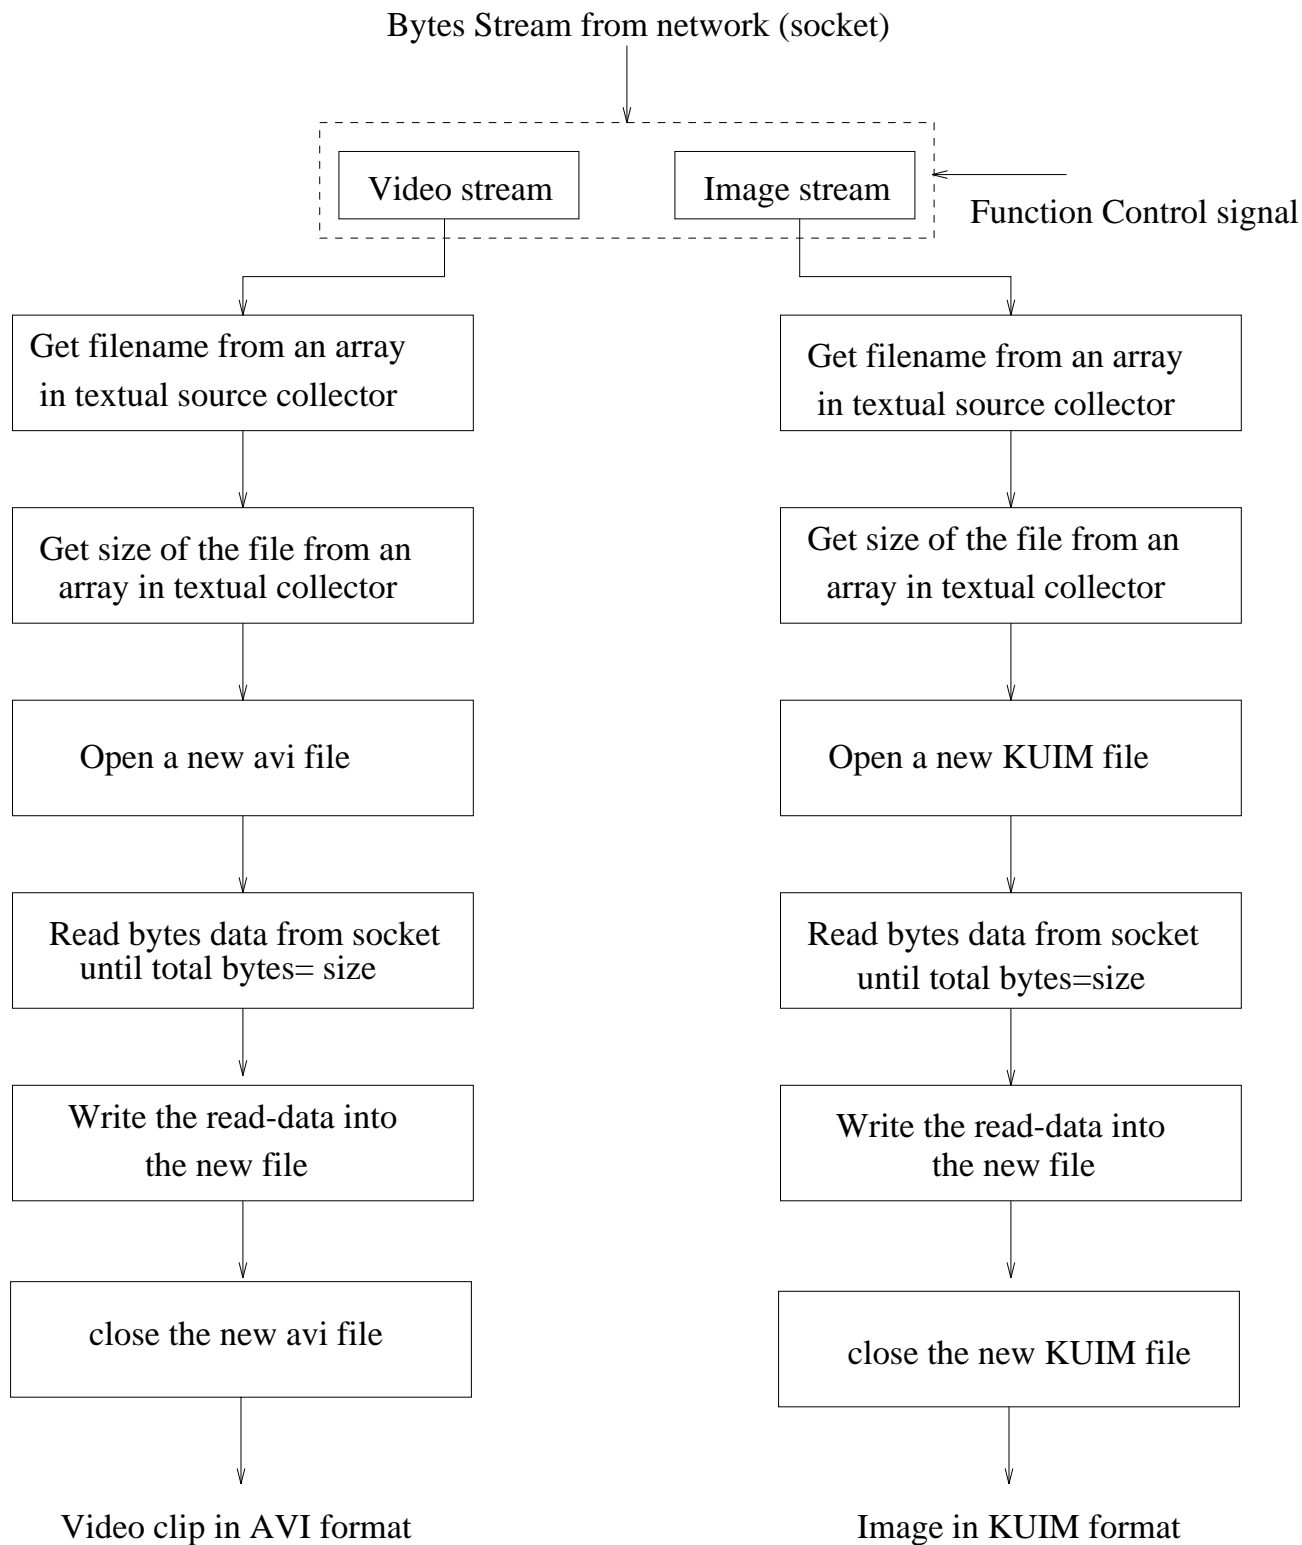 Bytes Stream from network (socket)
Video stream
Image stream
Function Control signal
Get filename from an array
in textual source collector
Get size of the file from an
array in textual collector
Open a new avi file
Read bytes data from socket
until total bytes= size
Write the read-data into
the new file
close the new avi file
Video clip in AVI format
Get filename from an array
in textual source collector
Get size of the file from an
array in textual collector
Open a new KUIM file
Read bytes data from socket
until total bytes=size
Write the read-data into
the new file
close the new KUIM file
Image in KUIM format